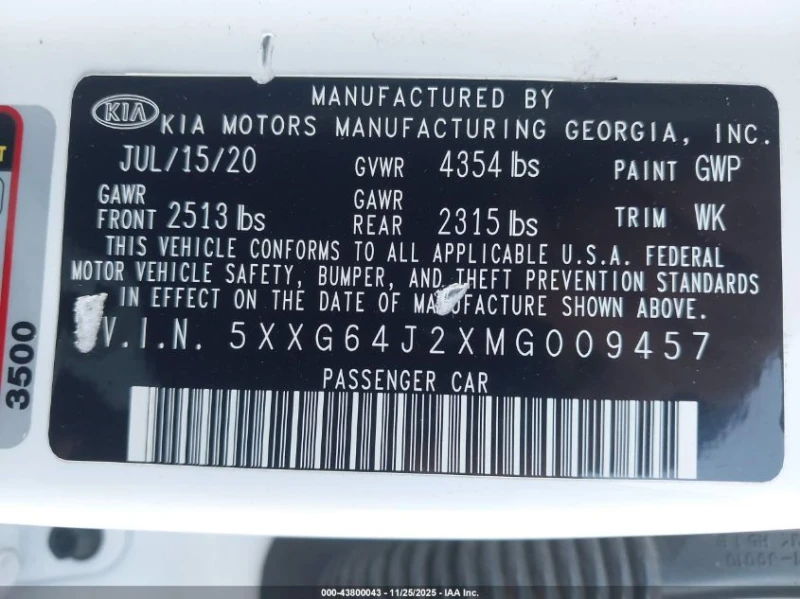 MANUFACTURED BY
KIA KIA MOTORS MANUFACTURING GEORGIA, INC.
JUL/15/20 GVWR 4354 lbs PAINT GWP
GAWR FRONT 2513 lbs GAWR REAR 2315 lbs TRIM WK
THIS VEHICLE CONFORMS TO ALL APPLICABLE U.S.A. FEDERAL
MOTOR VEHICLE SAFETY, BUMPER, AND THEFT PREVENTION STANDARDS
IN EFFECT ON THE DATE OF MANUFACTURE SHOWN ABOVE.
V.I.N. 5XXG64J2XMG009457
PASSENGER CAR
3500
000-43800043 - 11/25/2025 - IAA Inc.